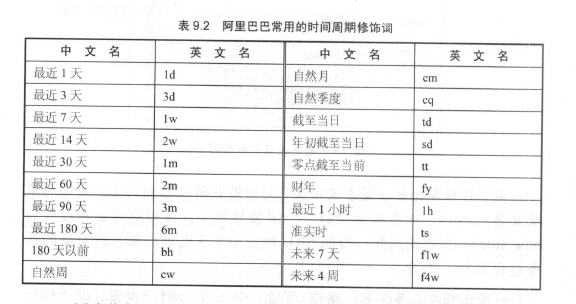 表 9.2 阿里巴巴常用的时间周期修饰词
中 文 名 英 文 名 中 文 名 英 文 名
最近 1 天 1d 自然月 cm
最近 3 天 3d 自然季度 cq
最近 7 天 1w 截至当日 td
最近 14 天 2w 年初截至当日 sd
最近 30 天 1m 零点截至当前 tt
最近 60 天 2m 财年 fy
最近 90 天 3m 最近 1 小时 1h
最近 180 天 6m 准实时 ts
180 天以前 bh 未来 7 天 f1w
自然周 cw 未来 4 周 f4w